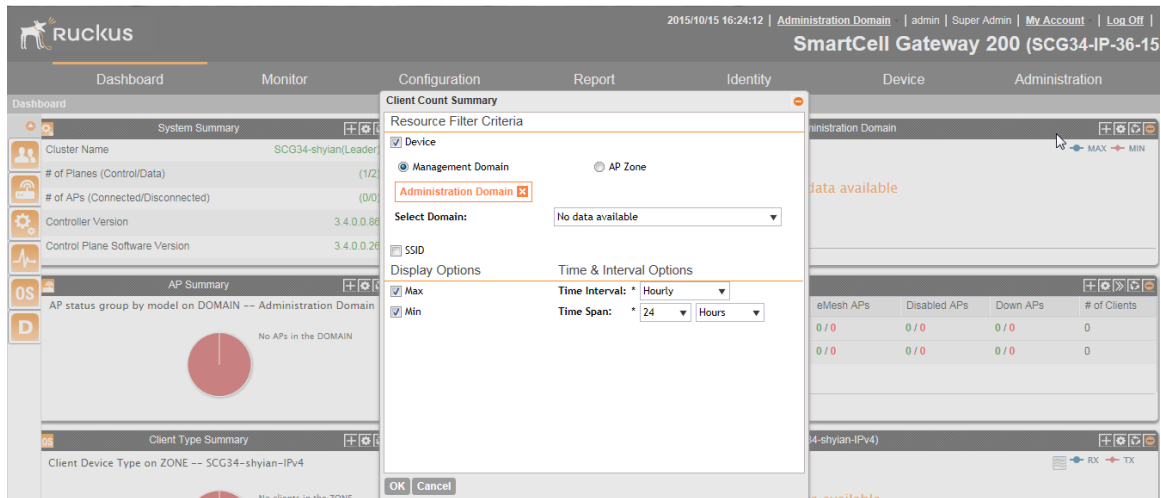 RUCKUS
2015/10/15 16:24:12 | Administration Domain | admin | Super Admin | My Account | Log Off |
SmartCell Gateway 200 (SCG34-IP-36-15
Dashboard Monitor Configuration Report Identity Device Administration
Dashboard
System Summary
Cluster Name SCG34-shyian(Leader)
# of Planes (Control/Data) (1/2)
# of APs (Connected/Disconnected) (0/0)
Controller Version 3.4.0.0.86
Control Plane Software Version 3.4.0.0.26
AP Summary
AP status group by model on DOMAIN -- Administration Domain
No APs in the DOMAIN
OS
D
OS Client Type Summary
Client Device Type on ZONE -- SCG34-shyian-IPv4
No clients in the ZONE
Client Count Summary
Resource Filter Criteria
Device
Management Domain AP Zone
Administration Domain
Select Domain: No data available
SSID
Display Options Time & Interval Options
Max Time Interval: * Hourly
Min Time Span: * 24 Hours
OK Cancel
ministration Domain
MAX MIN
data available
eMesh APs Disabled APs Down APs # of Clients
0 / 0 0 / 0 0 / 0 0
0 / 0 0 / 0 0 / 0 0
34-shyian-IPv4)
RX TX
available